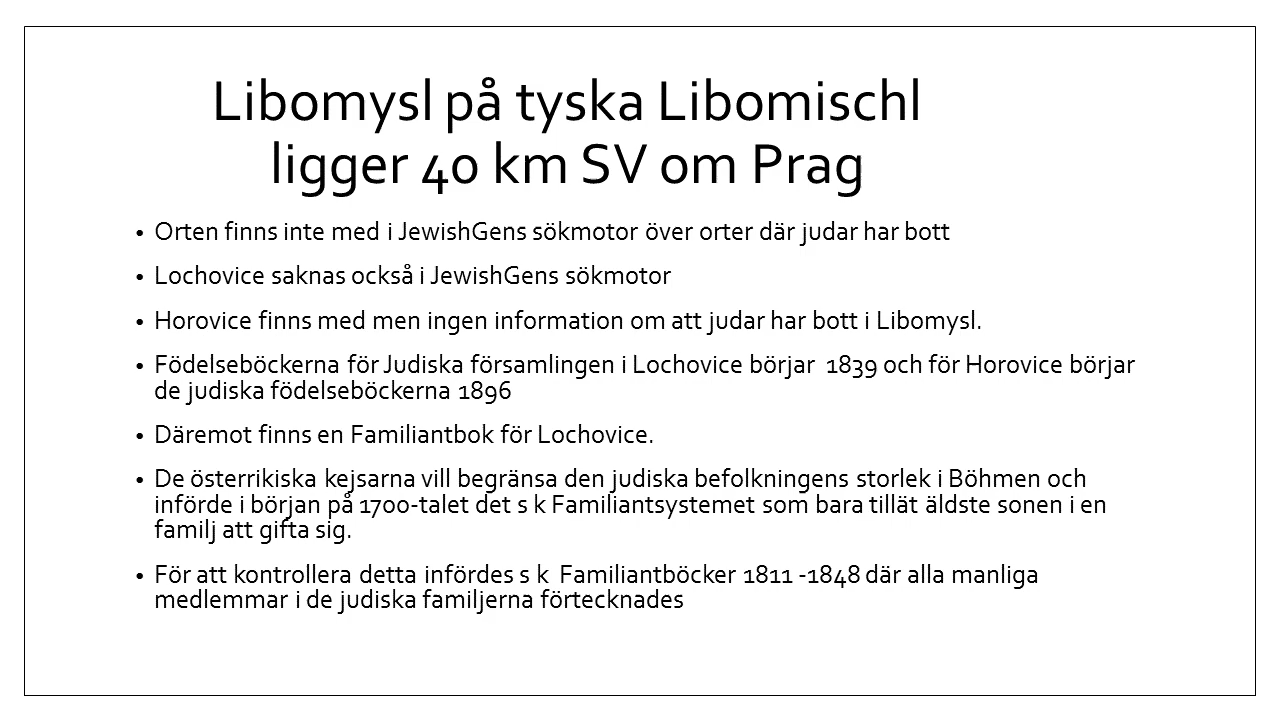 Libomysl på tyska Libomischl
ligger 40 km SV om Prag
• Orten finns inte med i JewishGens sökmotor över orter där judar har bott
• Lochovice saknas också i JewishGens sökmotor
• Horovice finns med men ingen information om att judar har bott i Libomysl.
• Födelseböckerna för Judiska församlingen i Lochovice börjar  1839 och för Horovice börjar
de judiska födelseböckerna 1896
• Däremot finns en Familiantbok för Lochovice.
• De österrikiska kejsarna vill begränsa den judiska befolkningens storlek i Böhmen och
införde i början på 1700-talet det s k Familiantsystemet som bara tillät äldste sonen i en
familj att gifta sig.
• För att kontrollera detta infördes s k  Familiantböcker 1811 -1848 där alla manliga
medlemmar i de judiska familjerna förtecknades